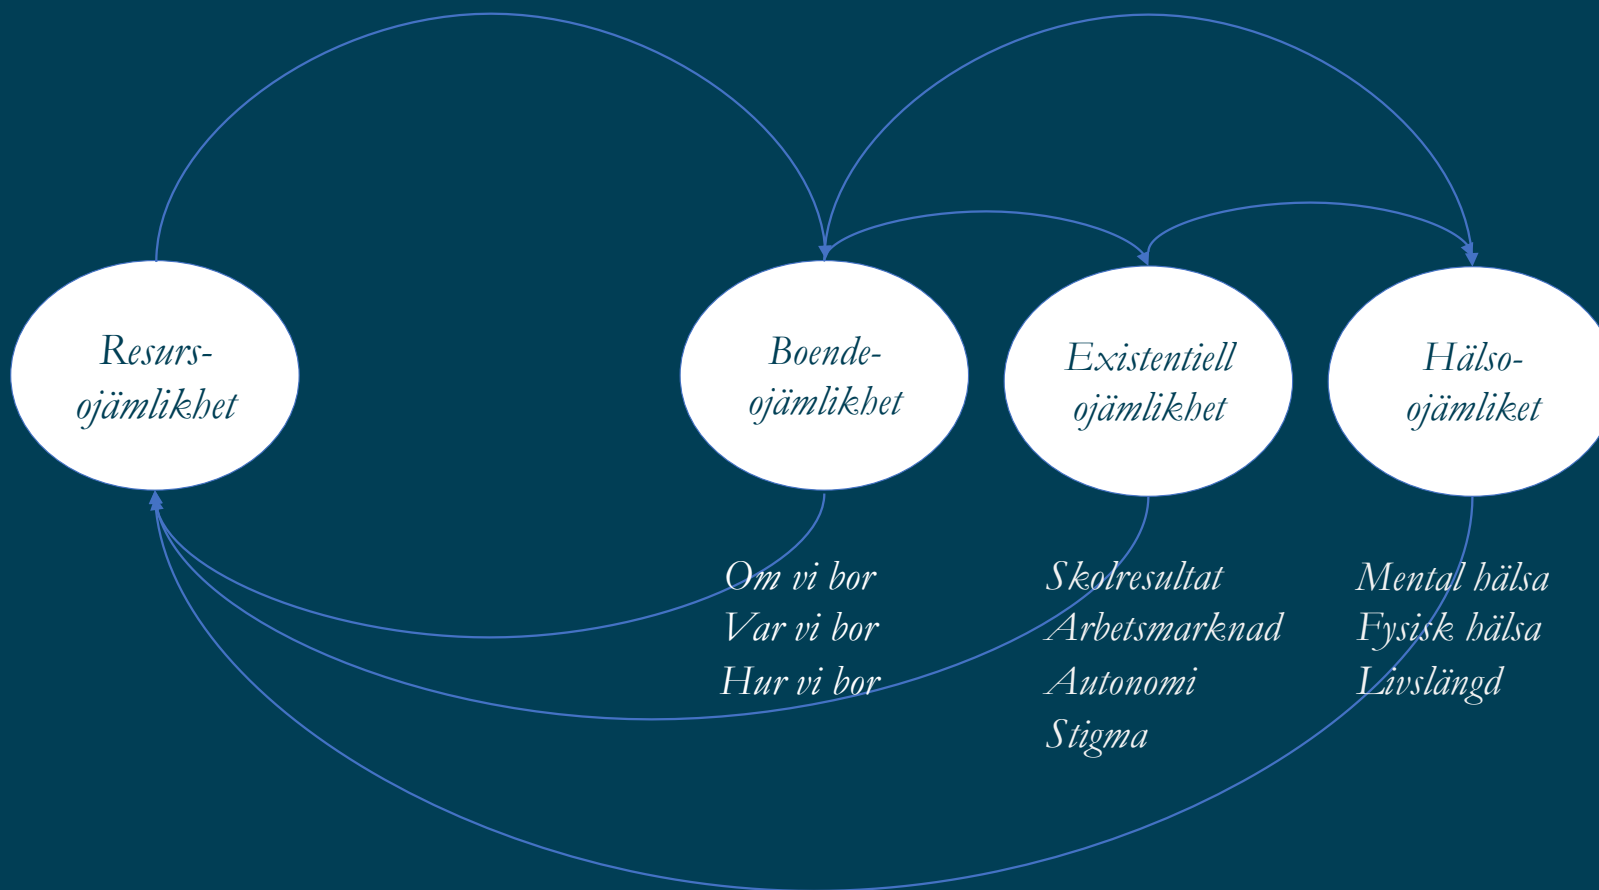 Resurs-
ojämlikhet
Boende-
ojämlikhet
Existentiell
ojämlikhet
Hälso-
ojämliket
Om vi bor
Var vi bor
Hur vi bor
Skolresultat
Arbetsmarknad
Autonomi
Stigma
Mental hälsa
Fysisk hälsa
Livslängd